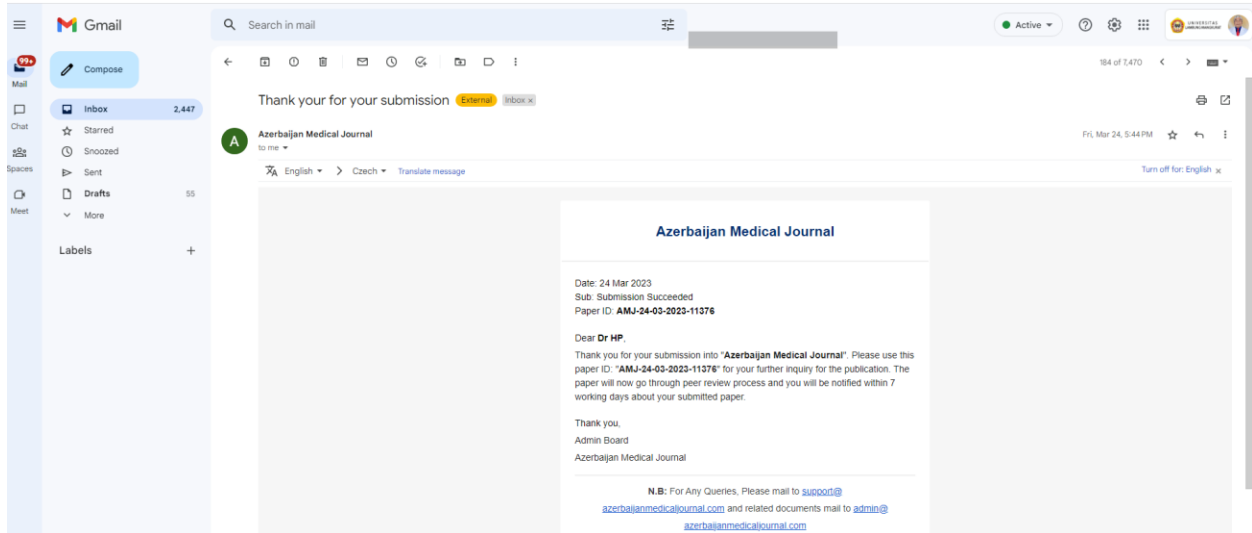 Gmail
Search in mail
Active
99+
Mail
Compose
184 of 7,470
Inbox 2,447
Thank your for your submission External Inbox x
Chat
Starred
Azerbaijan Medical Journal
Fri, Mar 24, 5:44 PM
A
to me
Snoozed
Spaces
Sent
English > Czech Translate message
Turn off for: English x
Drafts 55
Meet
More
Labels +
Azerbaijan Medical Journal
Date: 24 Mar 2023
Sub: Submission Succeeded
Paper ID: AMJ-24-03-2023-11376
Dear Dr HP,
Thank you for your submission into "Azerbaijan Medical Journal". Please use this
paper ID: "AMJ-24-03-2023-11376" for your further inquiry for the publication. The
paper will now go through peer review process and you will be notified within 7
working days about your submitted paper.
Thank you,
Admin Board
Azerbaijan Medical Journal
N.B: For Any Queries, Please mail to support@
azerbaijanmedicaljournal.com and related documents mail to admin@
azerbaijanmedicaljournal.com